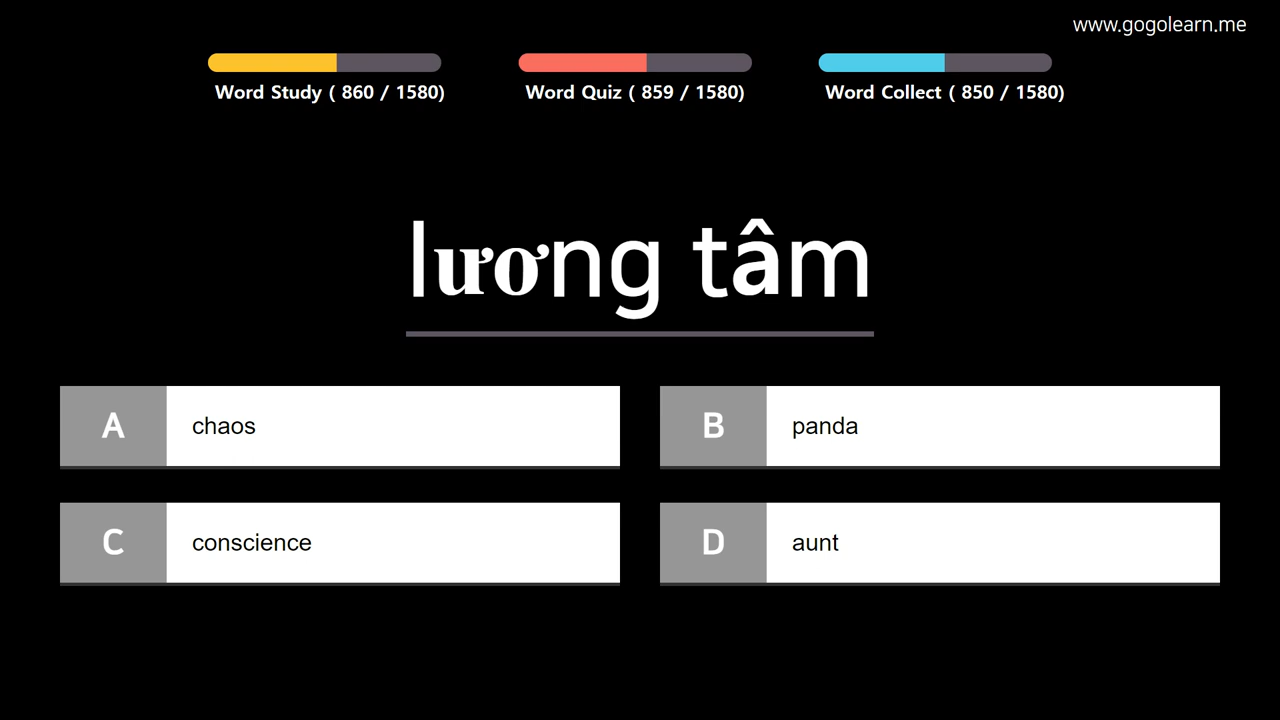 www.gogolearn.me
Word Study ( 860 / 1580)
Word Quiz ( 859 / 1580)
Word Collect ( 850 / 1580)
lương tâm
A chaos
B panda
C conscience
D aunt